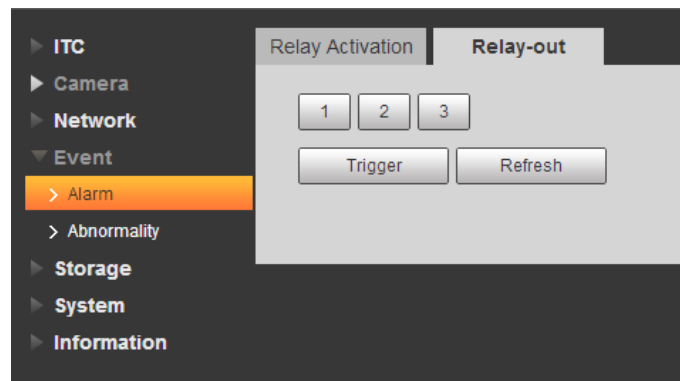 ITC
Camera
Network
Event
Alarm
Abnormality
Storage
System
Information
Relay Activation Relay-out
1 2 3
Trigger Refresh